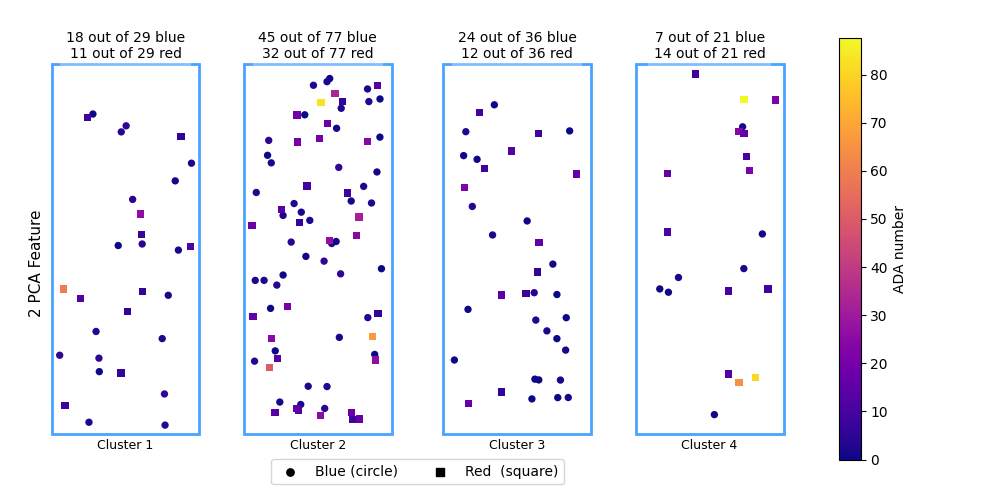 18 out of 29 blue
11 out of 29 red
45 out of 77 blue
32 out of 77 red
24 out of 36 blue
12 out of 36 red
7 out of 21 blue
14 out of 21 red
2 PCA Feature
Cluster 1
Cluster 2
Cluster 3
Cluster 4
80
70
60
50
40
30
20
10
0
ADA number
Blue (circle)
Red  (square)